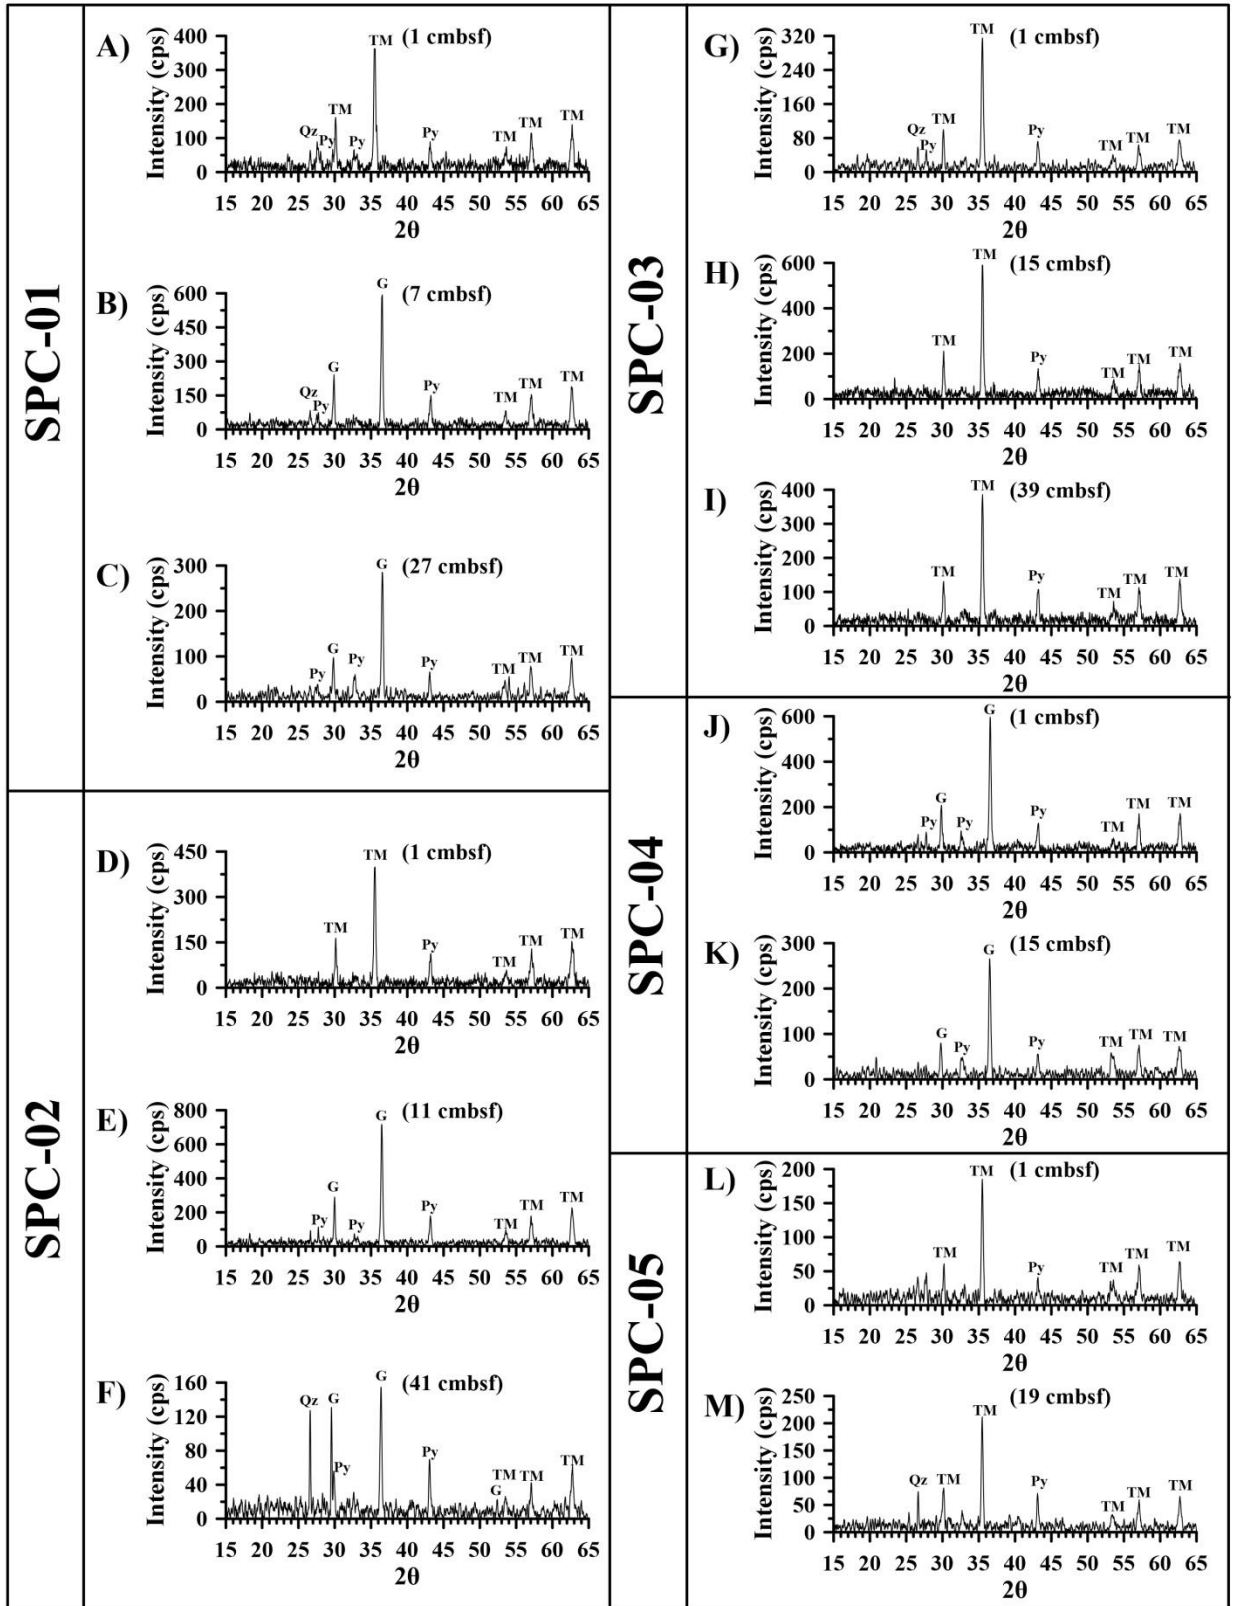 SPC-01
A)
(1 cmbsf)
Intensity (cps)
400
300
200
100
0
Qz Py TM Py TM Py TM TM TM
15 20 25 30 35 40 45 50 55 60 65
2θ
B)
(7 cmbsf)
Intensity (cps)
600
450
300
150
0
Qz Py G G Py TM TM TM
15 20 25 30 35 40 45 50 55 60 65
2θ
C)
(27 cmbsf)
Intensity (cps)
300
200
100
0
Py G Py G Py TM TM TM
15 20 25 30 35 40 45 50 55 60 65
2θ
SPC-02
D)
(1 cmbsf)
Intensity (cps)
450
300
150
0
TM TM Py TM TM TM
15 20 25 30 35 40 45 50 55 60 65
2θ
E)
(11 cmbsf)
Intensity (cps)
800
600
400
200
0
Py G Py G Py TM TM TM
15 20 25 30 35 40 45 50 55 60 65
2θ
F)
(41 cmbsf)
Intensity (cps)
160
120
80
40
0
Qz G Py G Py G TM TM TM
15 20 25 30 35 40 45 50 55 60 65
2θ
SPC-03
G)
(1 cmbsf)
Intensity (cps)
320
240
160
80
0
Qz Py TM TM Py TM TM TM
15 20 25 30 35 40 45 50 55 60 65
2θ
H)
(15 cmbsf)
Intensity (cps)
600
400
200
0
TM TM Py TM TM TM
15 20 25 30 35 40 45 50 55 60 65
2θ
I)
(39 cmbsf)
Intensity (cps)
400
300
200
100
0
TM TM Py TM TM TM
15 20 25 30 35 40 45 50 55 60 65
2θ
SPC-04
J)
(1 cmbsf)
Intensity (cps)
600
400
200
0
Py G Py G Py TM TM TM
15 20 25 30 35 40 45 50 55 60 65
2θ
K)
(15 cmbsf)
Intensity (cps)
300
200
100
0
G Py G Py TM TM TM
15 20 25 30 35 40 45 50 55 60 65
2θ
SPC-05
L)
(1 cmbsf)
Intensity (cps)
200
150
100
50
0
TM TM Py TM TM TM
15 20 25 30 35 40 45 50 55 60 65
2θ
M)
(19 cmbsf)
Intensity (cps)
250
200
150
100
50
0
Qz TM TM Py TM TM TM
15 20 25 30 35 40 45 50 55 60 65
2θ